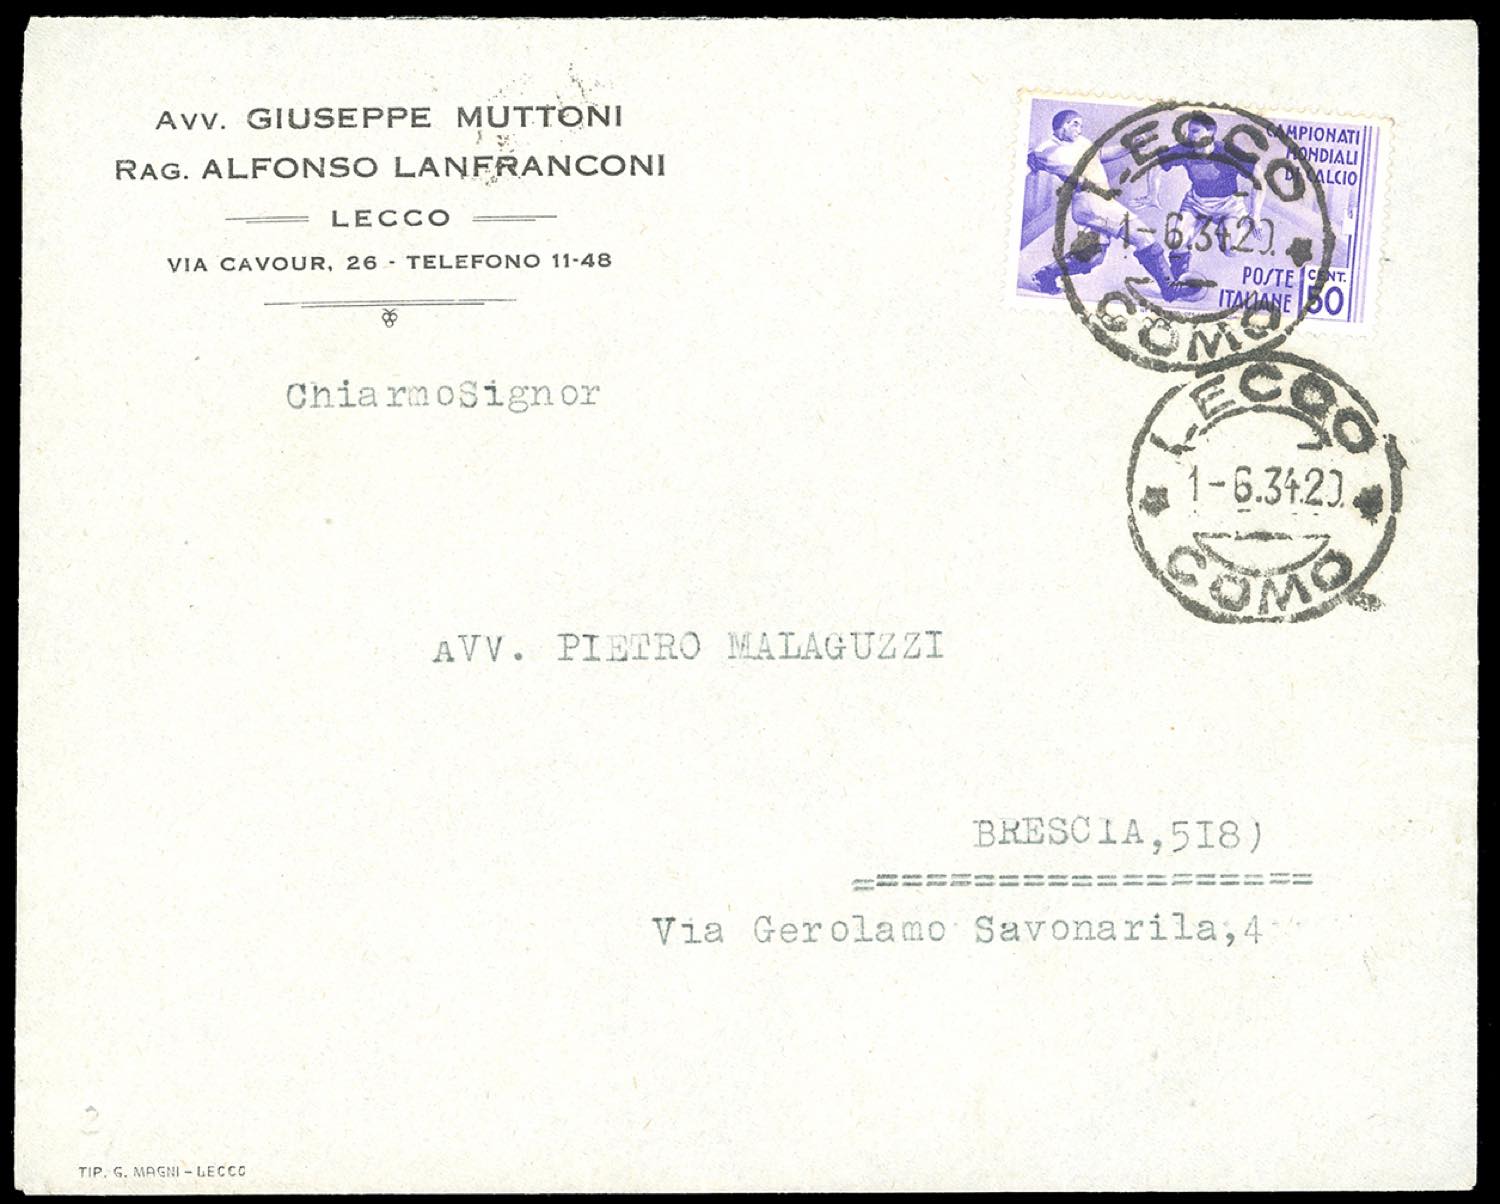 Avv. GIUSEPPE MUTTONI
RAG. ALFONSO LANFRANCONI
LECCO
VIA CAVOUR, 26 - TELEFONO 11-48
CAMPIONATI
MONDIALI
DI CALCIO
POSTE
ITALIANE
CENT.
50
LECCO
1-6.34.20.
COMO
LECCO
1-6.34.20.
COMO
ChiarmoSignor
AVV. PIETRO MALAGUZZI
BRESCIA,518)
===================
Via Gerolamo Savonarila,4
2
TIP. G. MAGNI - LECCO